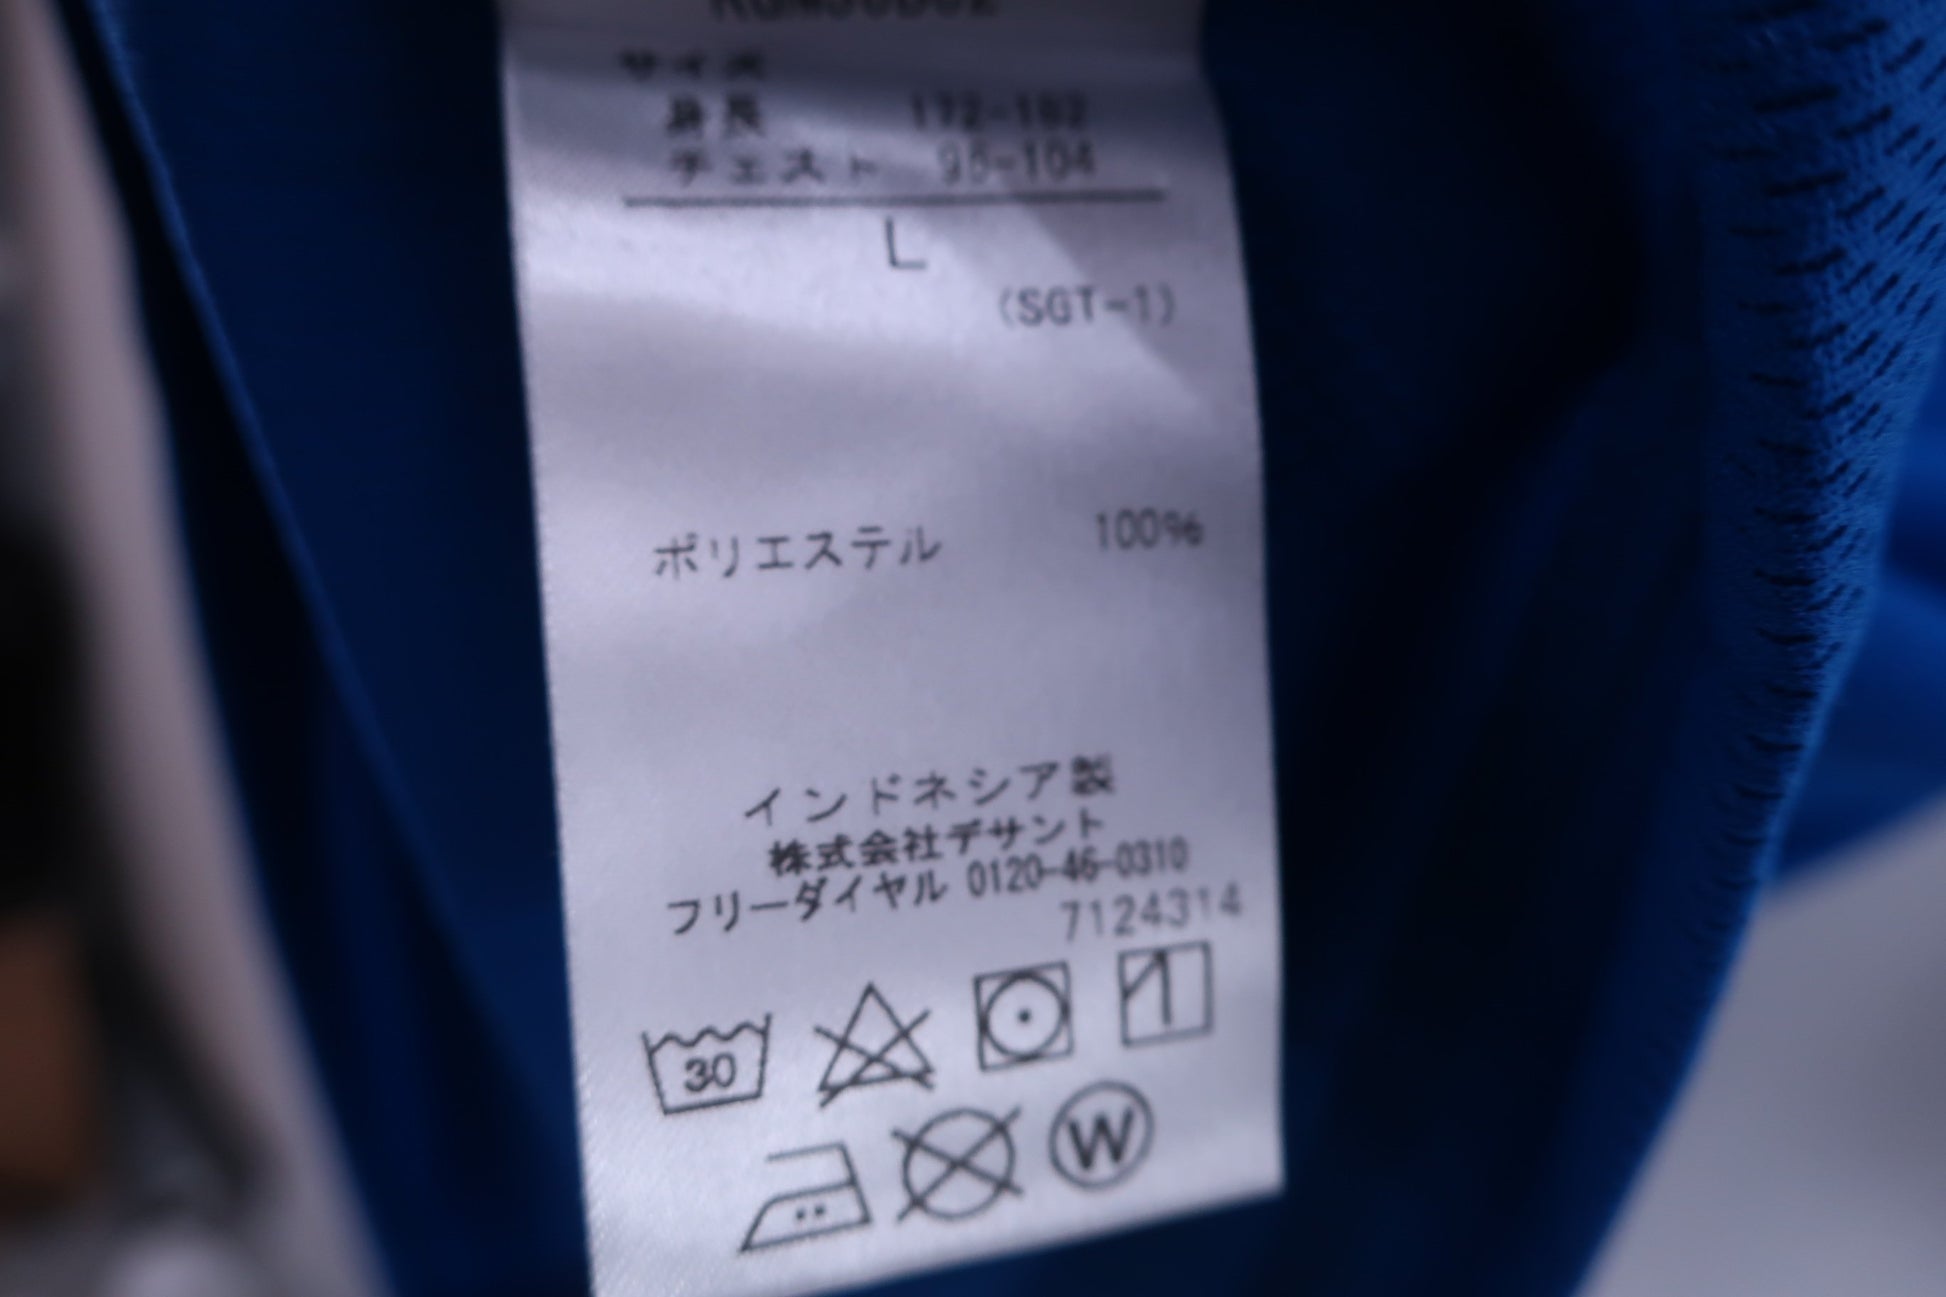 サイズ
身長 172-182
チェスト 96-104
L
(SGT-1)
ポリエステル 100%
インドネシア製
株式会社デサント
フリーダイヤル 0120-46-0310
7124314
30
W